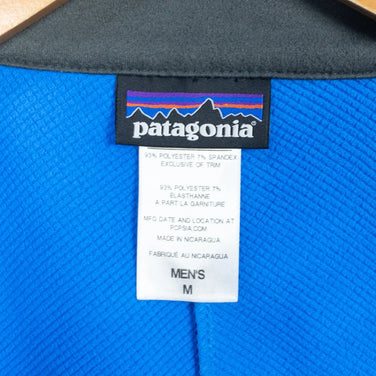 patagonia
93% POLYESTER 7% SPANDEX
EXCLUSIVE OF TRIM
93% POLYESTER 7%
ELASTHANNE
A PART LA GARNITURE
MFG DATE AND LOCATION AT
PCPSIA.COM
MADE IN NICARAGUA
FABRIQUÉ AU NICARAGUA
MEN'S
M